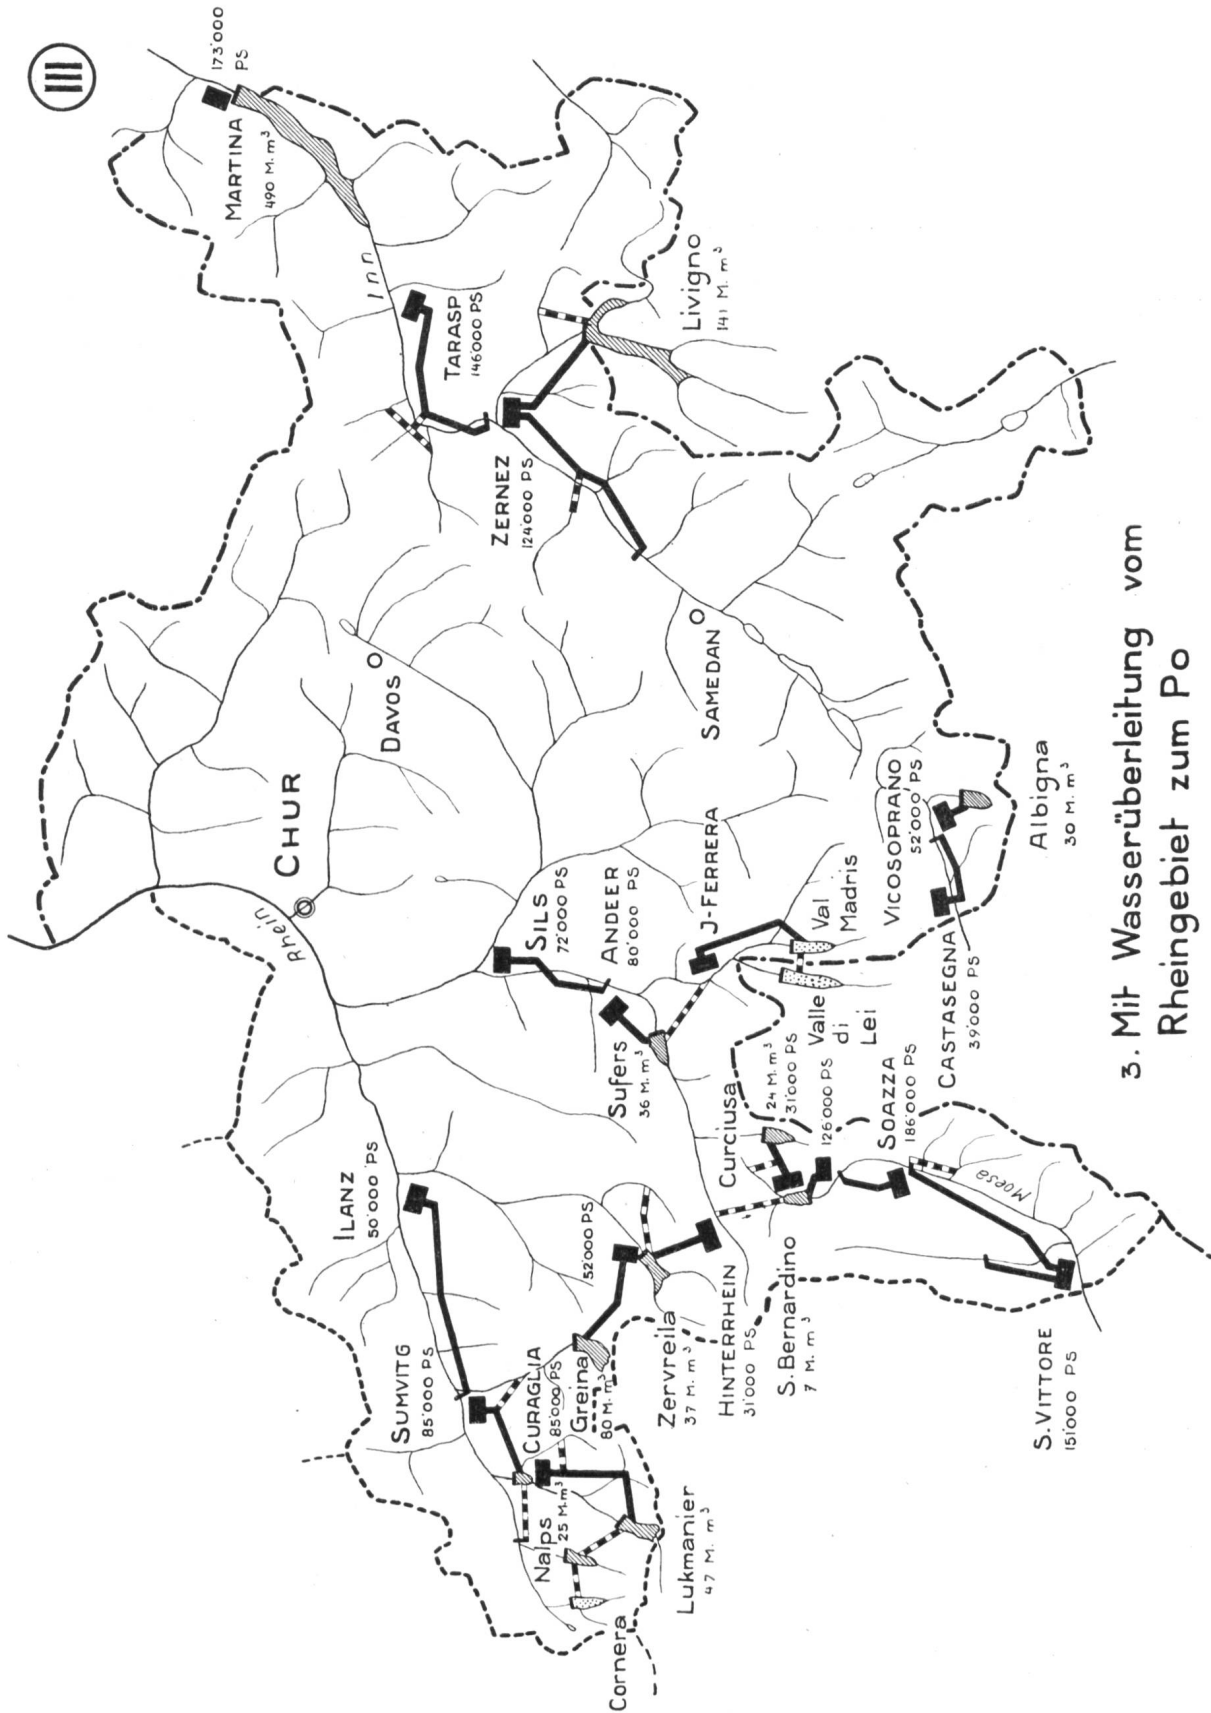 III
173'000
PS
MARTINA
490 M. m³
Inn
TARASP
146'000 PS
Livigno
141 M. m³
ZERNEZ
124'000 PS
DAVOS
SAMEDAN
CHUR
Rhein
SILS
72'000 PS
ANDEER
80'000 PS
J-FERRERA
Val
Madris
VICOSOPRANO
52'000 PS
Albigna
30 M. m³
Sufers
36 M. m³
Valle
di
Lei
CASTASEGNA
39'000 PS
Curciusa
24 M. m³
31'000 PS
126'000 PS
SOAZZA
186'000 PS
Moesa
ILANZ
50'000 PS
52'000 PS
SUMVITG
85'000 PS
CURAGLIA
85'000 PS
Greina
80 M. m³
Zervreila
37 M. m³
HINTERRHEIN
31'000 PS
S. Bernardino
7 M. m³
S. VITTORE
151'000 PS
Nalps
25 M. m³
Lukmanier
47 M. m³
Cornera
3. Mit Wasserüberleitung vom
Rheingebiet zum Po